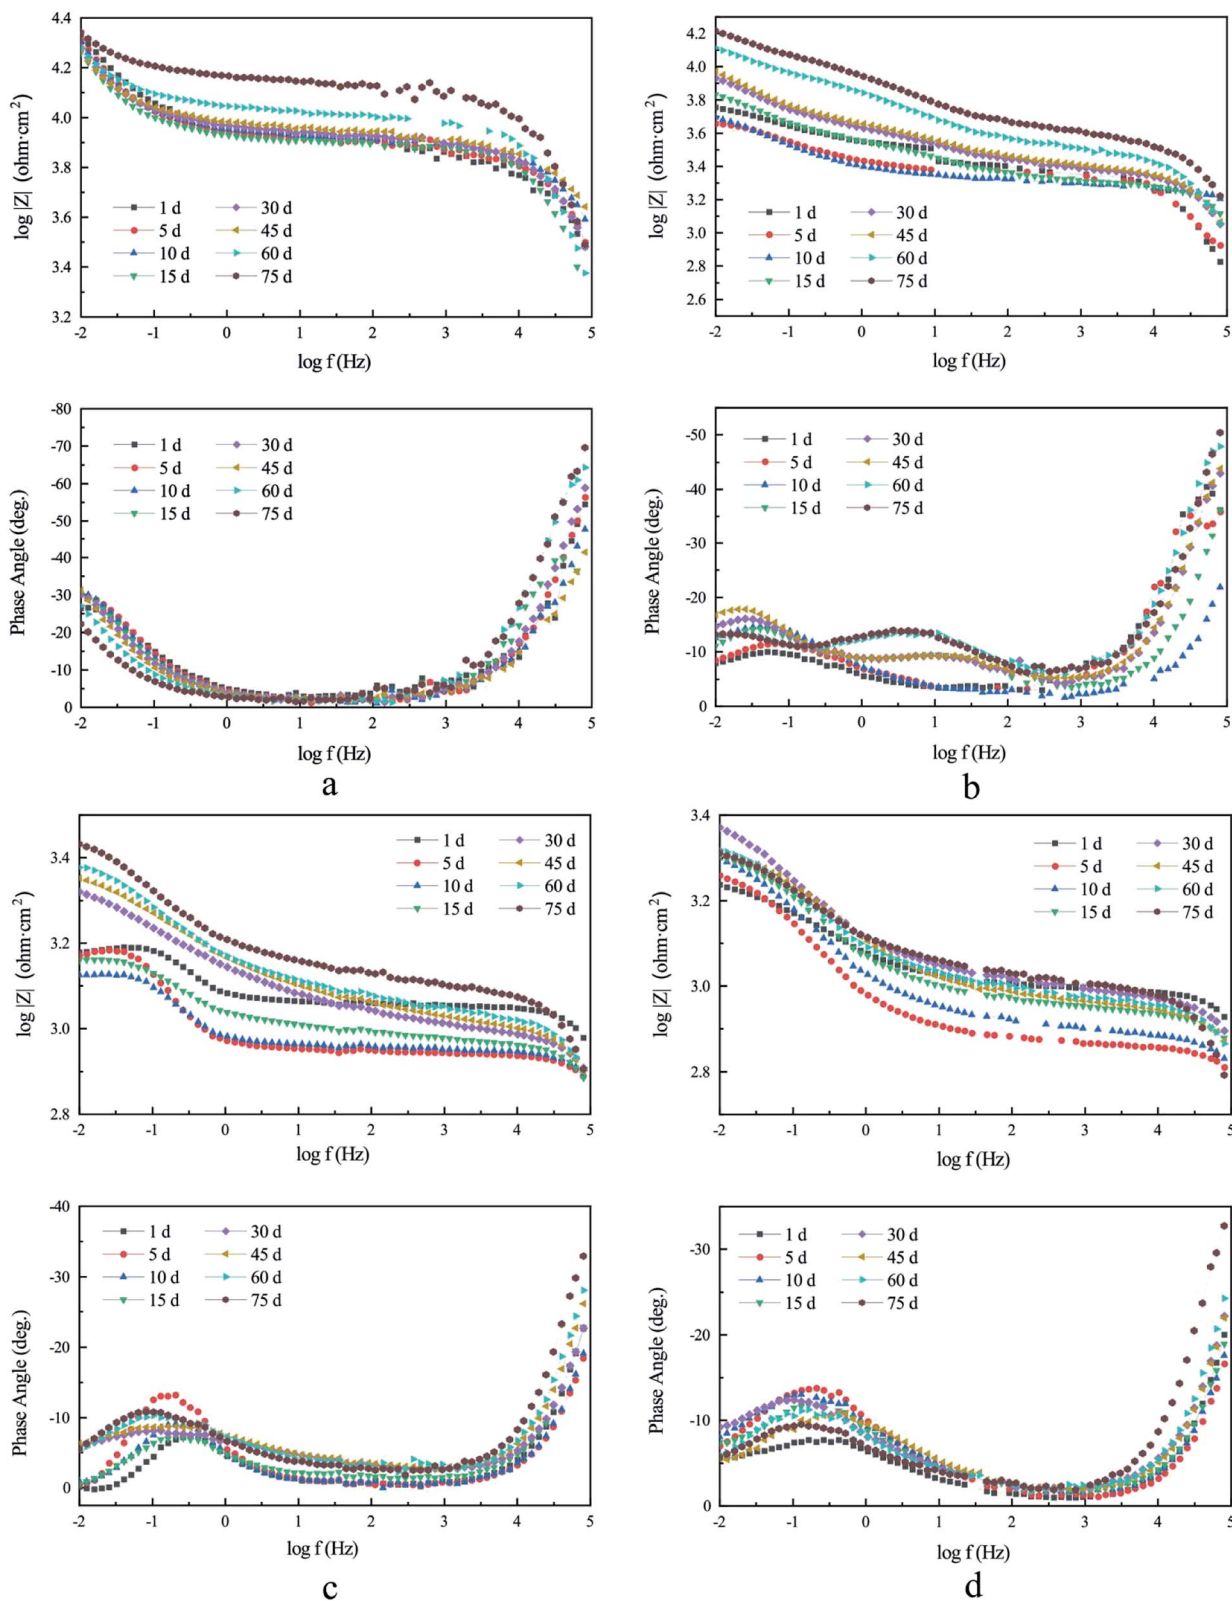 4.4
4.2
4.0
3.8
3.6
3.4
3.2
log |Z| (ohm·cm²)
1 d 30 d
5 d 45 d
10 d 60 d
15 d 75 d
-2 -1 0 1 2 3 4 5
log f (Hz)
4.2
4.0
3.8
3.6
3.4
3.2
3.0
2.8
2.6
log |Z| (ohm·cm²)
1 d 30 d
5 d 45 d
10 d 60 d
15 d 75 d
-2 -1 0 1 2 3 4 5
log f (Hz)
-80
-70
-60
-50
-40
-30
-20
-10
0
Phase Angle (deg.)
1 d 30 d
5 d 45 d
10 d 60 d
15 d 75 d
-2 -1 0 1 2 3 4 5
log f (Hz)
a
-50
-40
-30
-20
-10
0
Phase Angle (deg.)
1 d 30 d
5 d 45 d
10 d 60 d
15 d 75 d
-2 -1 0 1 2 3 4 5
log f (Hz)
b
3.4
3.2
3.0
2.8
log |Z| (ohm·cm²)
1 d 30 d
5 d 45 d
10 d 60 d
15 d 75 d
-2 -1 0 1 2 3 4 5
log f (Hz)
3.4
3.2
3.0
2.8
log |Z| (ohm·cm²)
1 d 30 d
5 d 45 d
10 d 60 d
15 d 75 d
-2 -1 0 1 2 3 4 5
log f (Hz)
-40
-30
-20
-10
0
Phase Angle (deg.)
1 d 30 d
5 d 45 d
10 d 60 d
15 d 75 d
-2 -1 0 1 2 3 4 5
log f (Hz)
c
-30
-20
-10
0
Phase Angle (deg.)
1 d 30 d
5 d 45 d
10 d 60 d
15 d 75 d
-2 -1 0 1 2 3 4 5
log f (Hz)
d